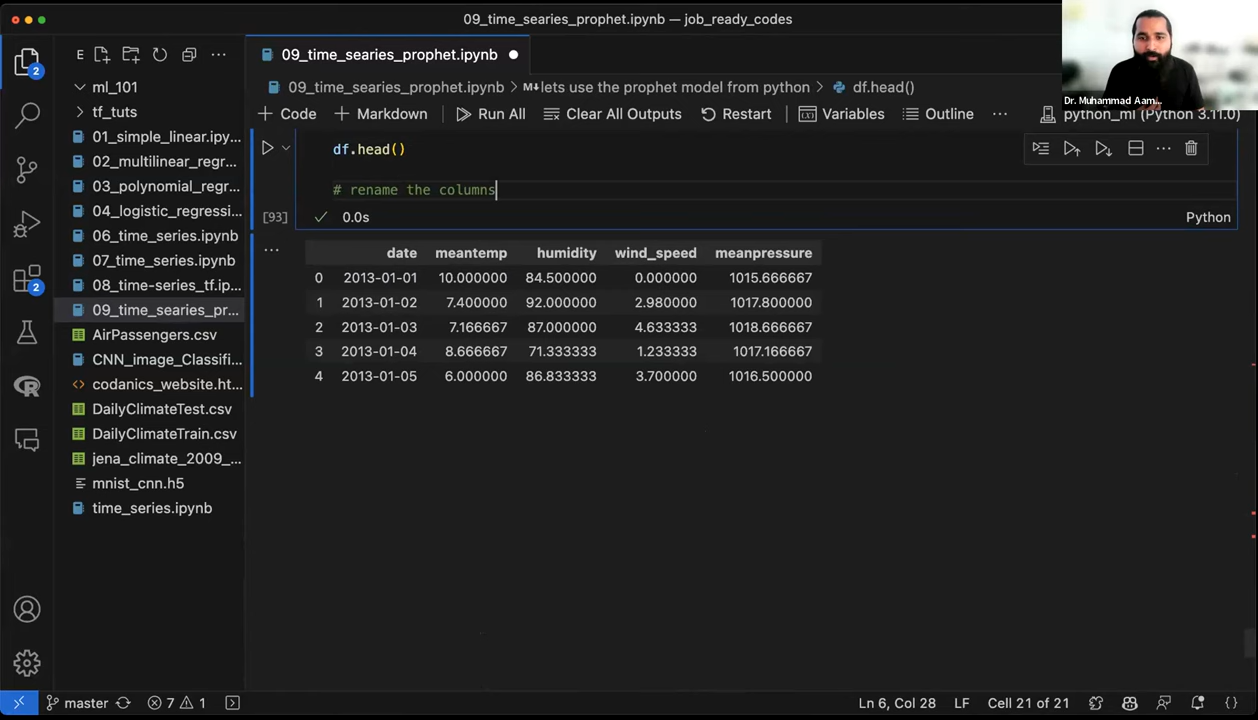 09_time_searies_prophet.ipynb — job_ready_codes
Dr. Muhammad Aam...
E
2
2
ml_101
tf_tuts
01_simple_linear.ipy...
02_multilinear_regr...
03_polynomial_regr...
04_logistic_regressi...
06_time_series.ipynb
07_time_series.ipynb
08_time-series_tf.ip...
09_time_searies_pr...
AirPassengers.csv
CNN_image_Classifi...
codanics_website.ht...
DailyClimateTest.csv
DailyClimateTrain.csv
jena_climate_2009_...
mnist_cnn.h5
time_series.ipynb
09_time_searies_prophet.ipynb
09_time_searies_prophet.ipynb > M↓ lets use the prophet model from python > df.head()
+ Code + Markdown Run All Clear All Outputs Restart Variables Outline ... python_ml (Python 3.11.0)
df.head()
# rename the columns
[93] 0.0s Python
date meantemp humidity wind_speed meanpressure
0 2013-01-01 10.000000 84.500000 0.000000 1015.666667
1 2013-01-02 7.400000 92.000000 2.980000 1017.800000
2 2013-01-03 7.166667 87.000000 4.633333 1018.666667
3 2013-01-04 8.666667 71.333333 1.233333 1017.166667
4 2013-01-05 6.000000 86.833333 3.700000 1016.500000
master 7 1 Ln 6, Col 28 LF Cell 21 of 21